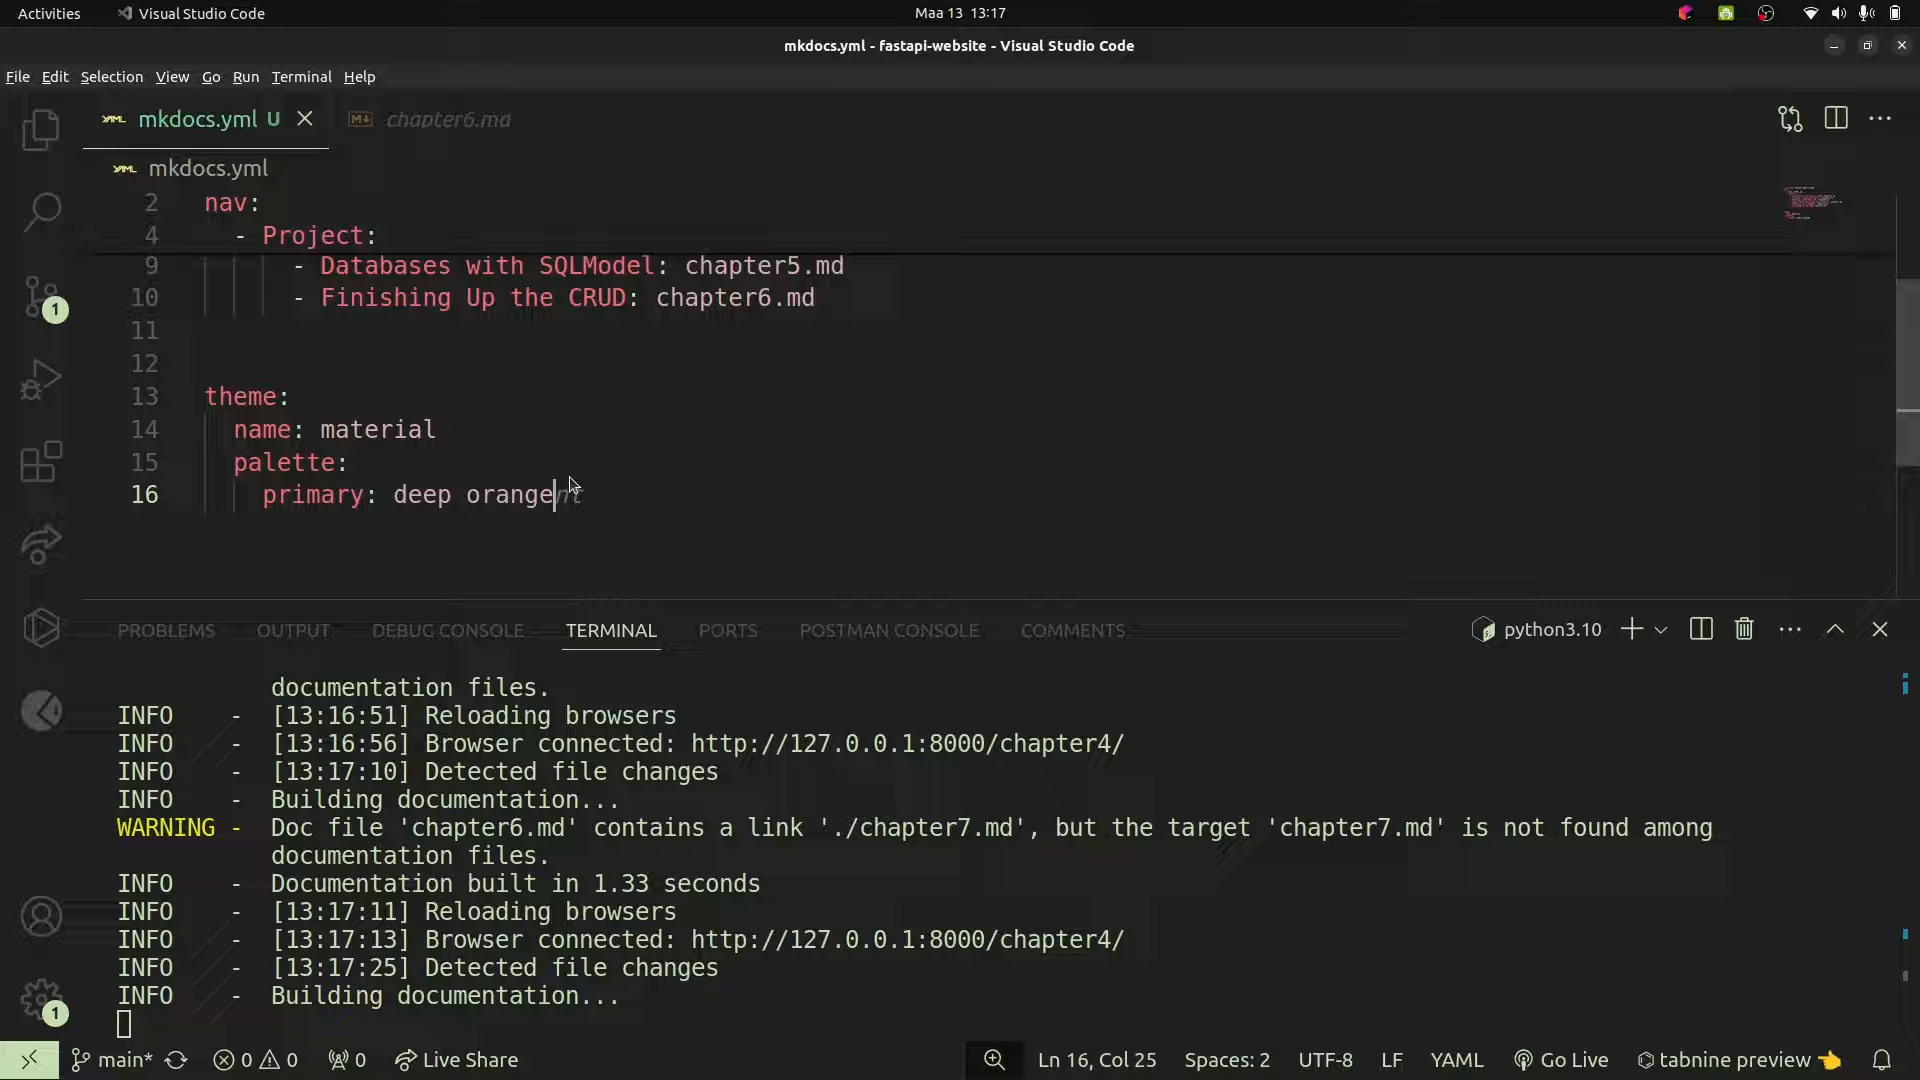 Activities Visual Studio Code Maa 13 13:17
mkdocs.yml - fastapi-website - Visual Studio Code
File Edit Selection View Go Run Terminal Help
YAML mkdocs.yml U chapter6.md
YAML mkdocs.yml
2 nav:
4 - Project:
9 - Databases with SQLModel: chapter5.md
10 - Finishing Up the CRUD: chapter6.md
11
12
13 theme:
14 name: material
15 palette:
16 primary: deep orange
PROBLEMS OUTPUT DEBUG CONSOLE TERMINAL PORTS POSTMAN CONSOLE COMMENTS python3.10
documentation files.
INFO - [13:16:51] Reloading browsers
INFO - [13:16:56] Browser connected: http://127.0.0.1:8000/chapter4/
INFO - [13:17:10] Detected file changes
INFO - Building documentation...
WARNING - Doc file 'chapter6.md' contains a link './chapter7.md', but the target 'chapter7.md' is not found among
documentation files.
INFO - Documentation built in 1.33 seconds
INFO - [13:17:11] Reloading browsers
INFO - [13:17:13] Browser connected: http://127.0.0.1:8000/chapter4/
INFO - [13:17:25] Detected file changes
INFO - Building documentation...
main* 0 0 0 Live Share Ln 16, Col 25 Spaces: 2 UTF-8 LF YAML Go Live tabnine preview